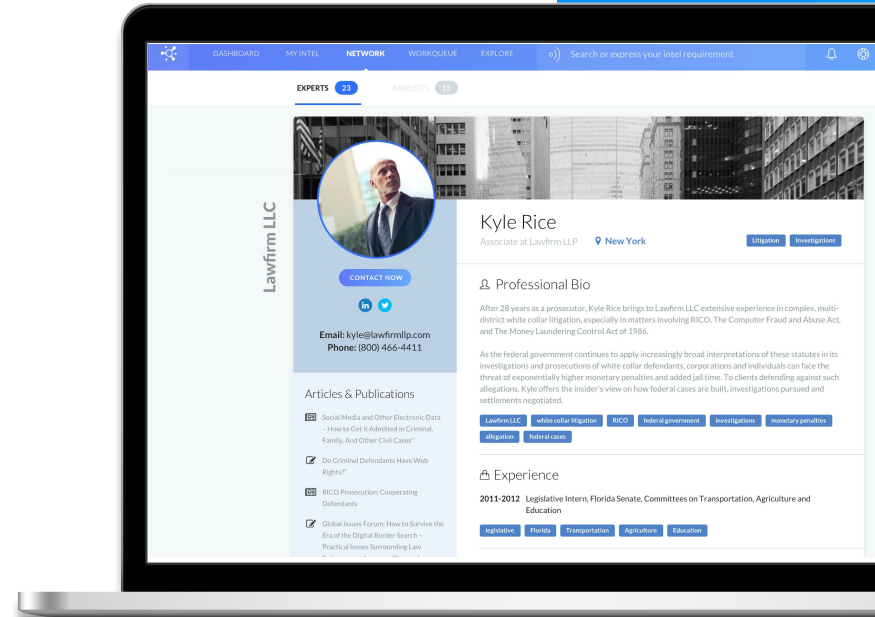 DASHBOARD
MY INTEL
NETWORK
WORKQUEUE
EXPLORE
Search or express your intel requirement
EXPERTS 23
ANALYSTS 15
Lawfirm LLC
CONTACT NOW
in
Email: kyle@lawfirmllp.com
Phone: (800) 466-4411
Articles & Publications
Social Media and Other Electronic Data
– How to Get it Admitted in Criminal,
Family, And Other Civil Cases"
Do Criminal Defendants Have Web
Rights?"
RICO Prosecution; Cooperating
Defendants
Global Issues Forum: How to Survive the
Era of the Digital Border Search –
Practical Issues Surrounding Law
Kyle Rice
Associate at Lawfirm LLP
New York
Litigation
Investigations
Professional Bio
After 28 years as a prosecutor, Kyle Rice brings to Lawfirm LLC extensive experience in complex, multi-
district white collar litigation, especially in matters involving RICO, The Computer Fraud and Abuse Act,
and The Money Laundering Control Act of 1986.
As the federal government continues to apply increasingly broad interpretations of these statutes in its
investigations and prosecutions of white collar defendants, corporations and individuals can face the
threat of exponentially higher monetary penalties and added jail time. To clients defending against such
allegations, Kyle offers the insider's view on how federal cases are built, investigations pursued and
settlements negotiated.
Lawfirm LLC
white collar litigation
RICO
federal government
investigations
monetary penalties
allegation
federal cases
Experience
2011-2012 Legislative Intern, Florida Senate, Committees on Transportation, Agriculture and
Education
legislative
Florida
Transportation
Agriculture
Education